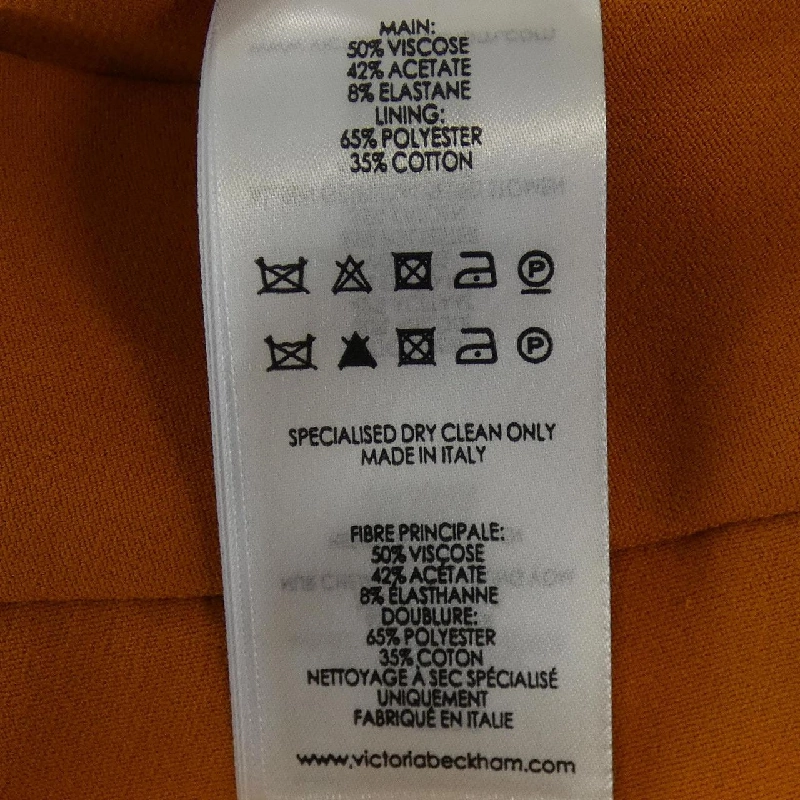 MAIN:
50% VISCOSE
42% ACETATE
8% ELASTANE
LINING:
65% POLYESTER
35% COTTON
P
P
SPECIALISED DRY CLEAN ONLY
MADE IN ITALY
FIBRE PRINCIPALE:
50% VISCOSE
42% ACÉTATE
8% ÉLASTHANNE
DOUBLURE:
65% POLYESTER
35% COTON
NETTOYAGE À SEC SPÉCIALISÉ
UNIQUEMENT
FABRIQUÉ EN ITALIE
www.victoriabeckham.com